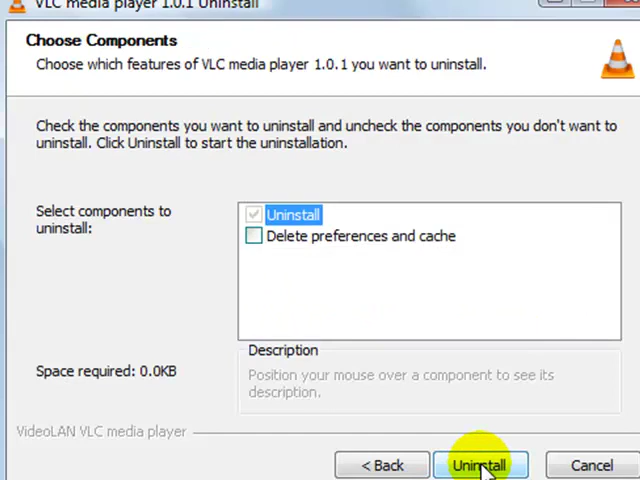 VLC media player 1.0.1 Uninstall
Choose Components
Choose which features of VLC media player 1.0.1 you want to uninstall.
Check the components you want to uninstall and uncheck the components you don't want to
uninstall. Click Uninstall to start the uninstallation.
Select components to
uninstall:
Uninstall
Delete preferences and cache
Space required: 0.0KB
Description
Position your mouse over a component to see its
description.
VideoLAN VLC media player
< Back
Uninstall
Cancel